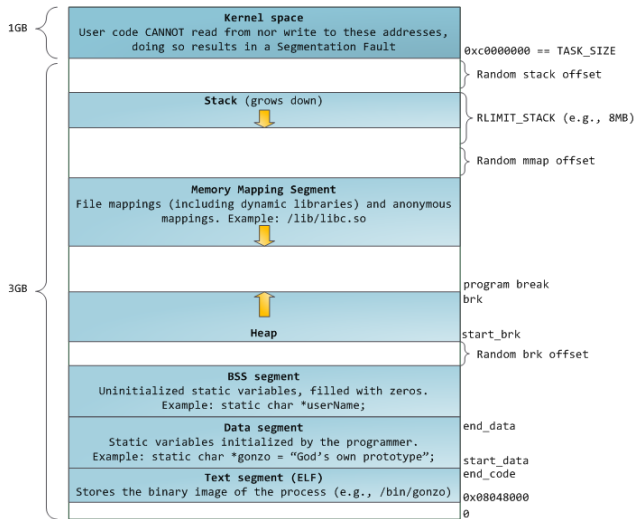 Kernel space
1GB
User code CANNOT read from nor write to these addresses,
doing so results in a Segmentation Fault
0xc0000000 == TASK_SIZE
Random stack offset
Stack (grows down)
RLIMIT_STACK (e.g., 8MB)
Random mmap offset
Memory Mapping Segment
File mappings (including dynamic libraries) and anonymous
mappings. Example: /lib/libc.so
3GB
program break
brk
Heap
start_brk
Random brk offset
BSS segment
Uninitialized static variables, filled with zeros.
Example: static char *userName;
Data segment
end_data
Static variables initialized by the programmer.
Example: static char *gonzo = “God’s own prototype”;
start_data
end_code
Text segment (ELF)
Stores the binary image of the process (e.g., /bin/gonzo)
0x08048000
0